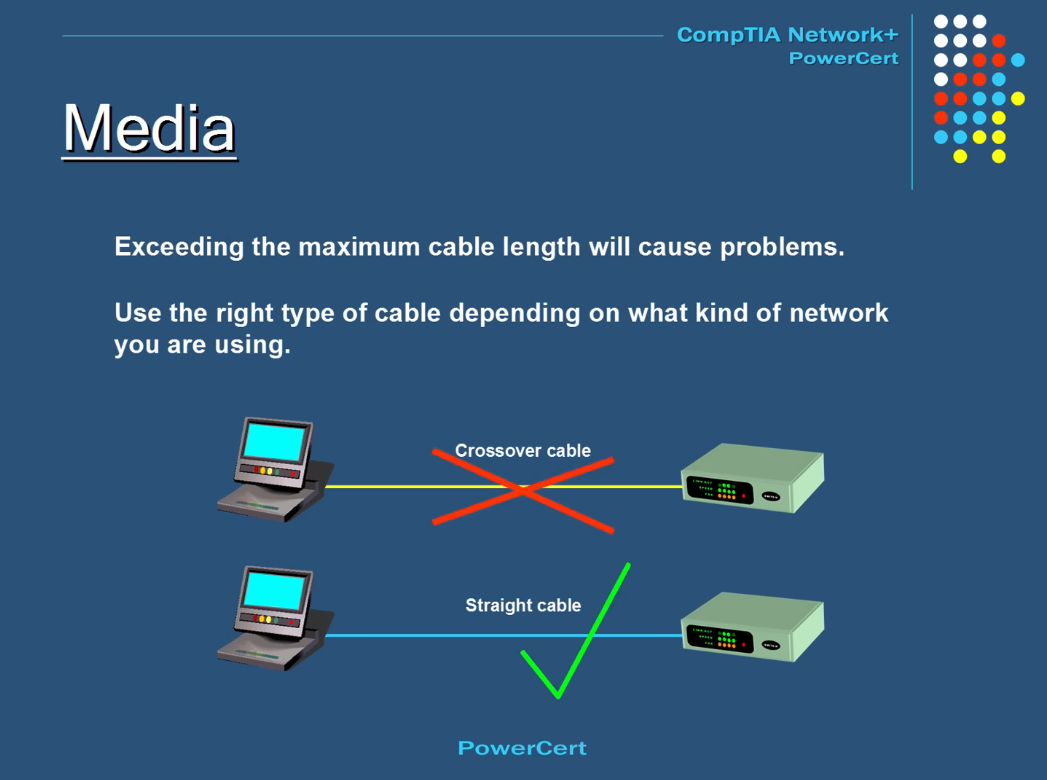 CompTIA Network+
PowerCert
Media
Exceeding the maximum cable length will cause problems.
Use the right type of cable depending on what kind of network
you are using.
Crossover cable
Straight cable
PowerCert